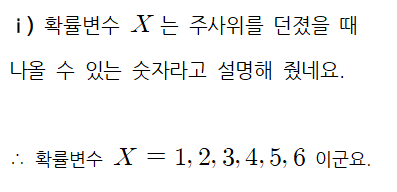 ⅰ) 확률변수 X 는 주사위를 던졌을 때
나올 수 있는 숫자라고 설명해 줬네요.
∴ 확률변수 X = 1, 2, 3, 4, 5, 6 이군요.